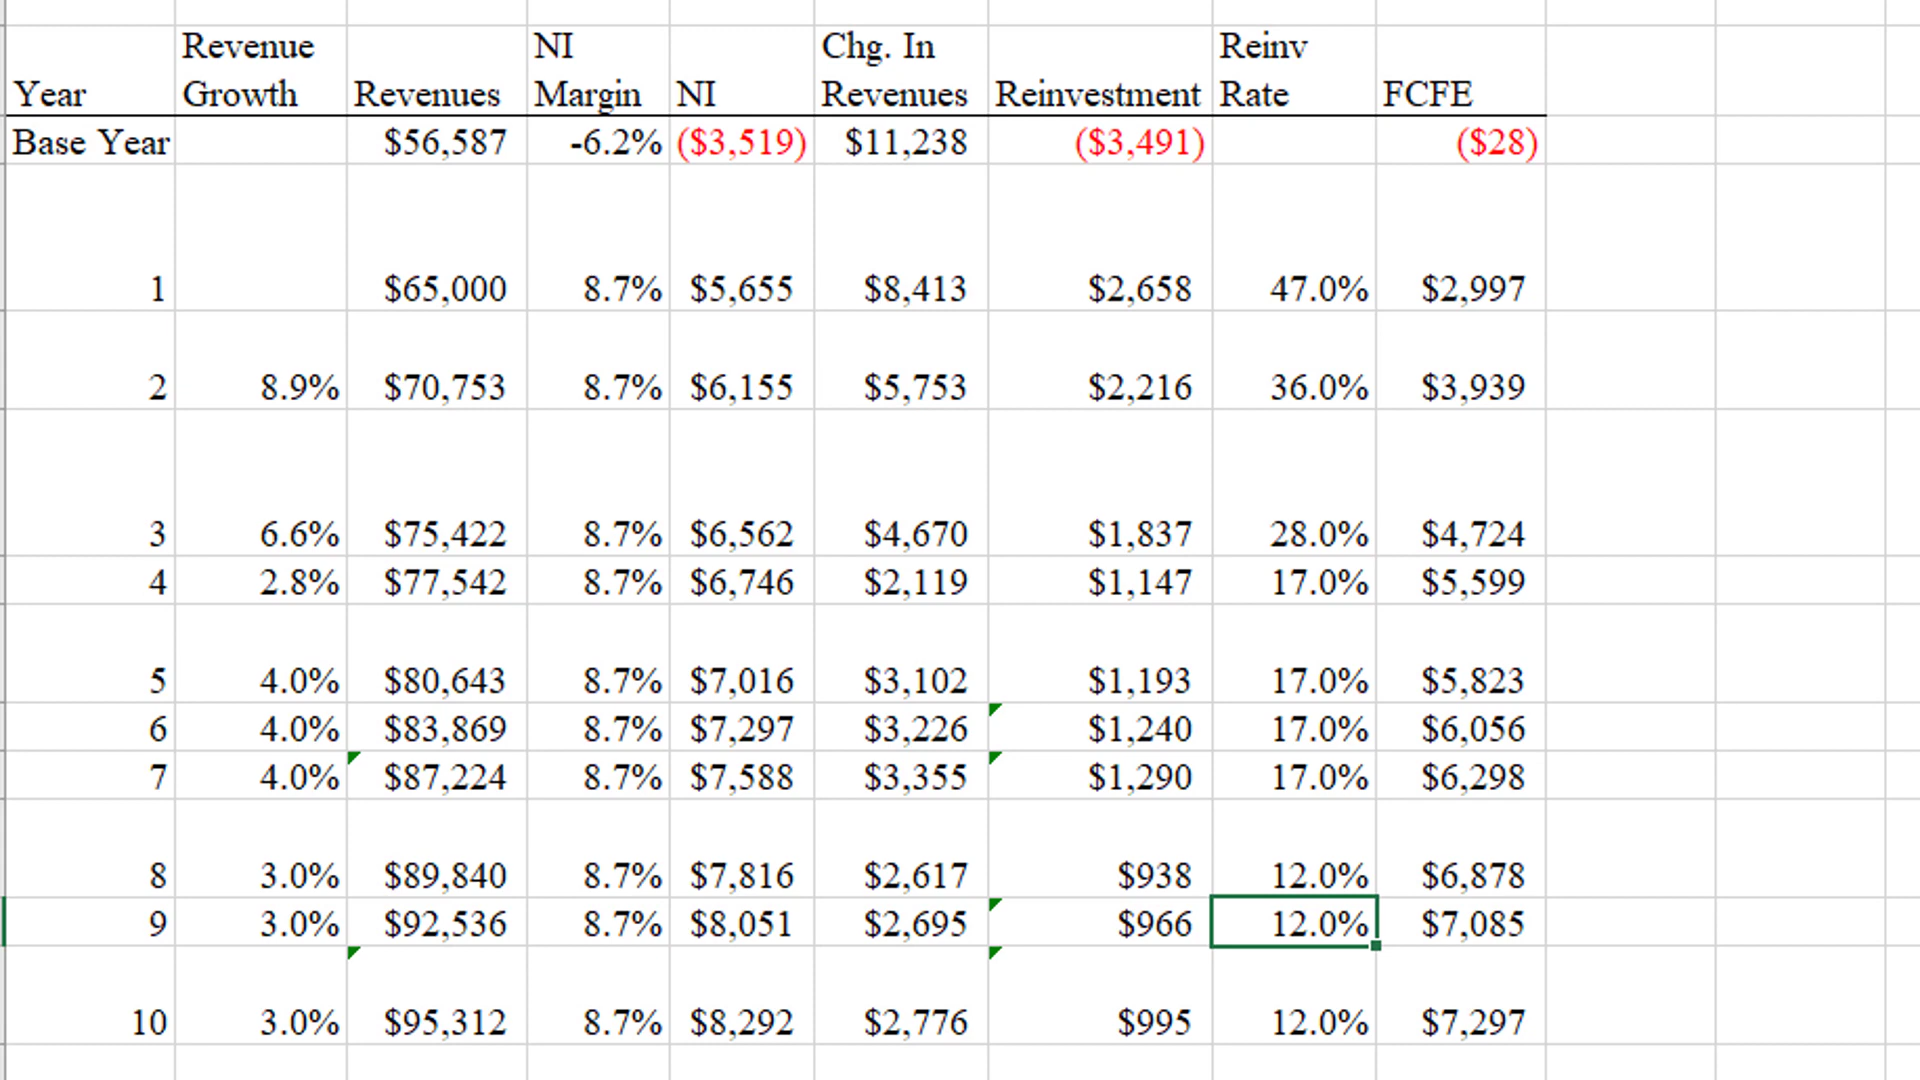 Revenue NI Chg. In Reinv
Year Growth Revenues Margin NI Revenues Reinvestment Rate FCFE
Base Year $56,587 -6.2% ($3,519) $11,238 ($3,491) ($28)
1 $65,000 8.7% $5,655 $8,413 $2,658 47.0% $2,997
2 8.9% $70,753 8.7% $6,155 $5,753 $2,216 36.0% $3,939
3 6.6% $75,422 8.7% $6,562 $4,670 $1,837 28.0% $4,724
4 2.8% $77,542 8.7% $6,746 $2,119 $1,147 17.0% $5,599
5 4.0% $80,643 8.7% $7,016 $3,102 $1,193 17.0% $5,823
6 4.0% $83,869 8.7% $7,297 $3,226 $1,240 17.0% $6,056
7 4.0% $87,224 8.7% $7,588 $3,355 $1,290 17.0% $6,298
8 3.0% $89,840 8.7% $7,816 $2,617 $938 12.0% $6,878
9 3.0% $92,536 8.7% $8,051 $2,695 $966 12.0% $7,085
10 3.0% $95,312 8.7% $8,292 $2,776 $995 12.0% $7,297